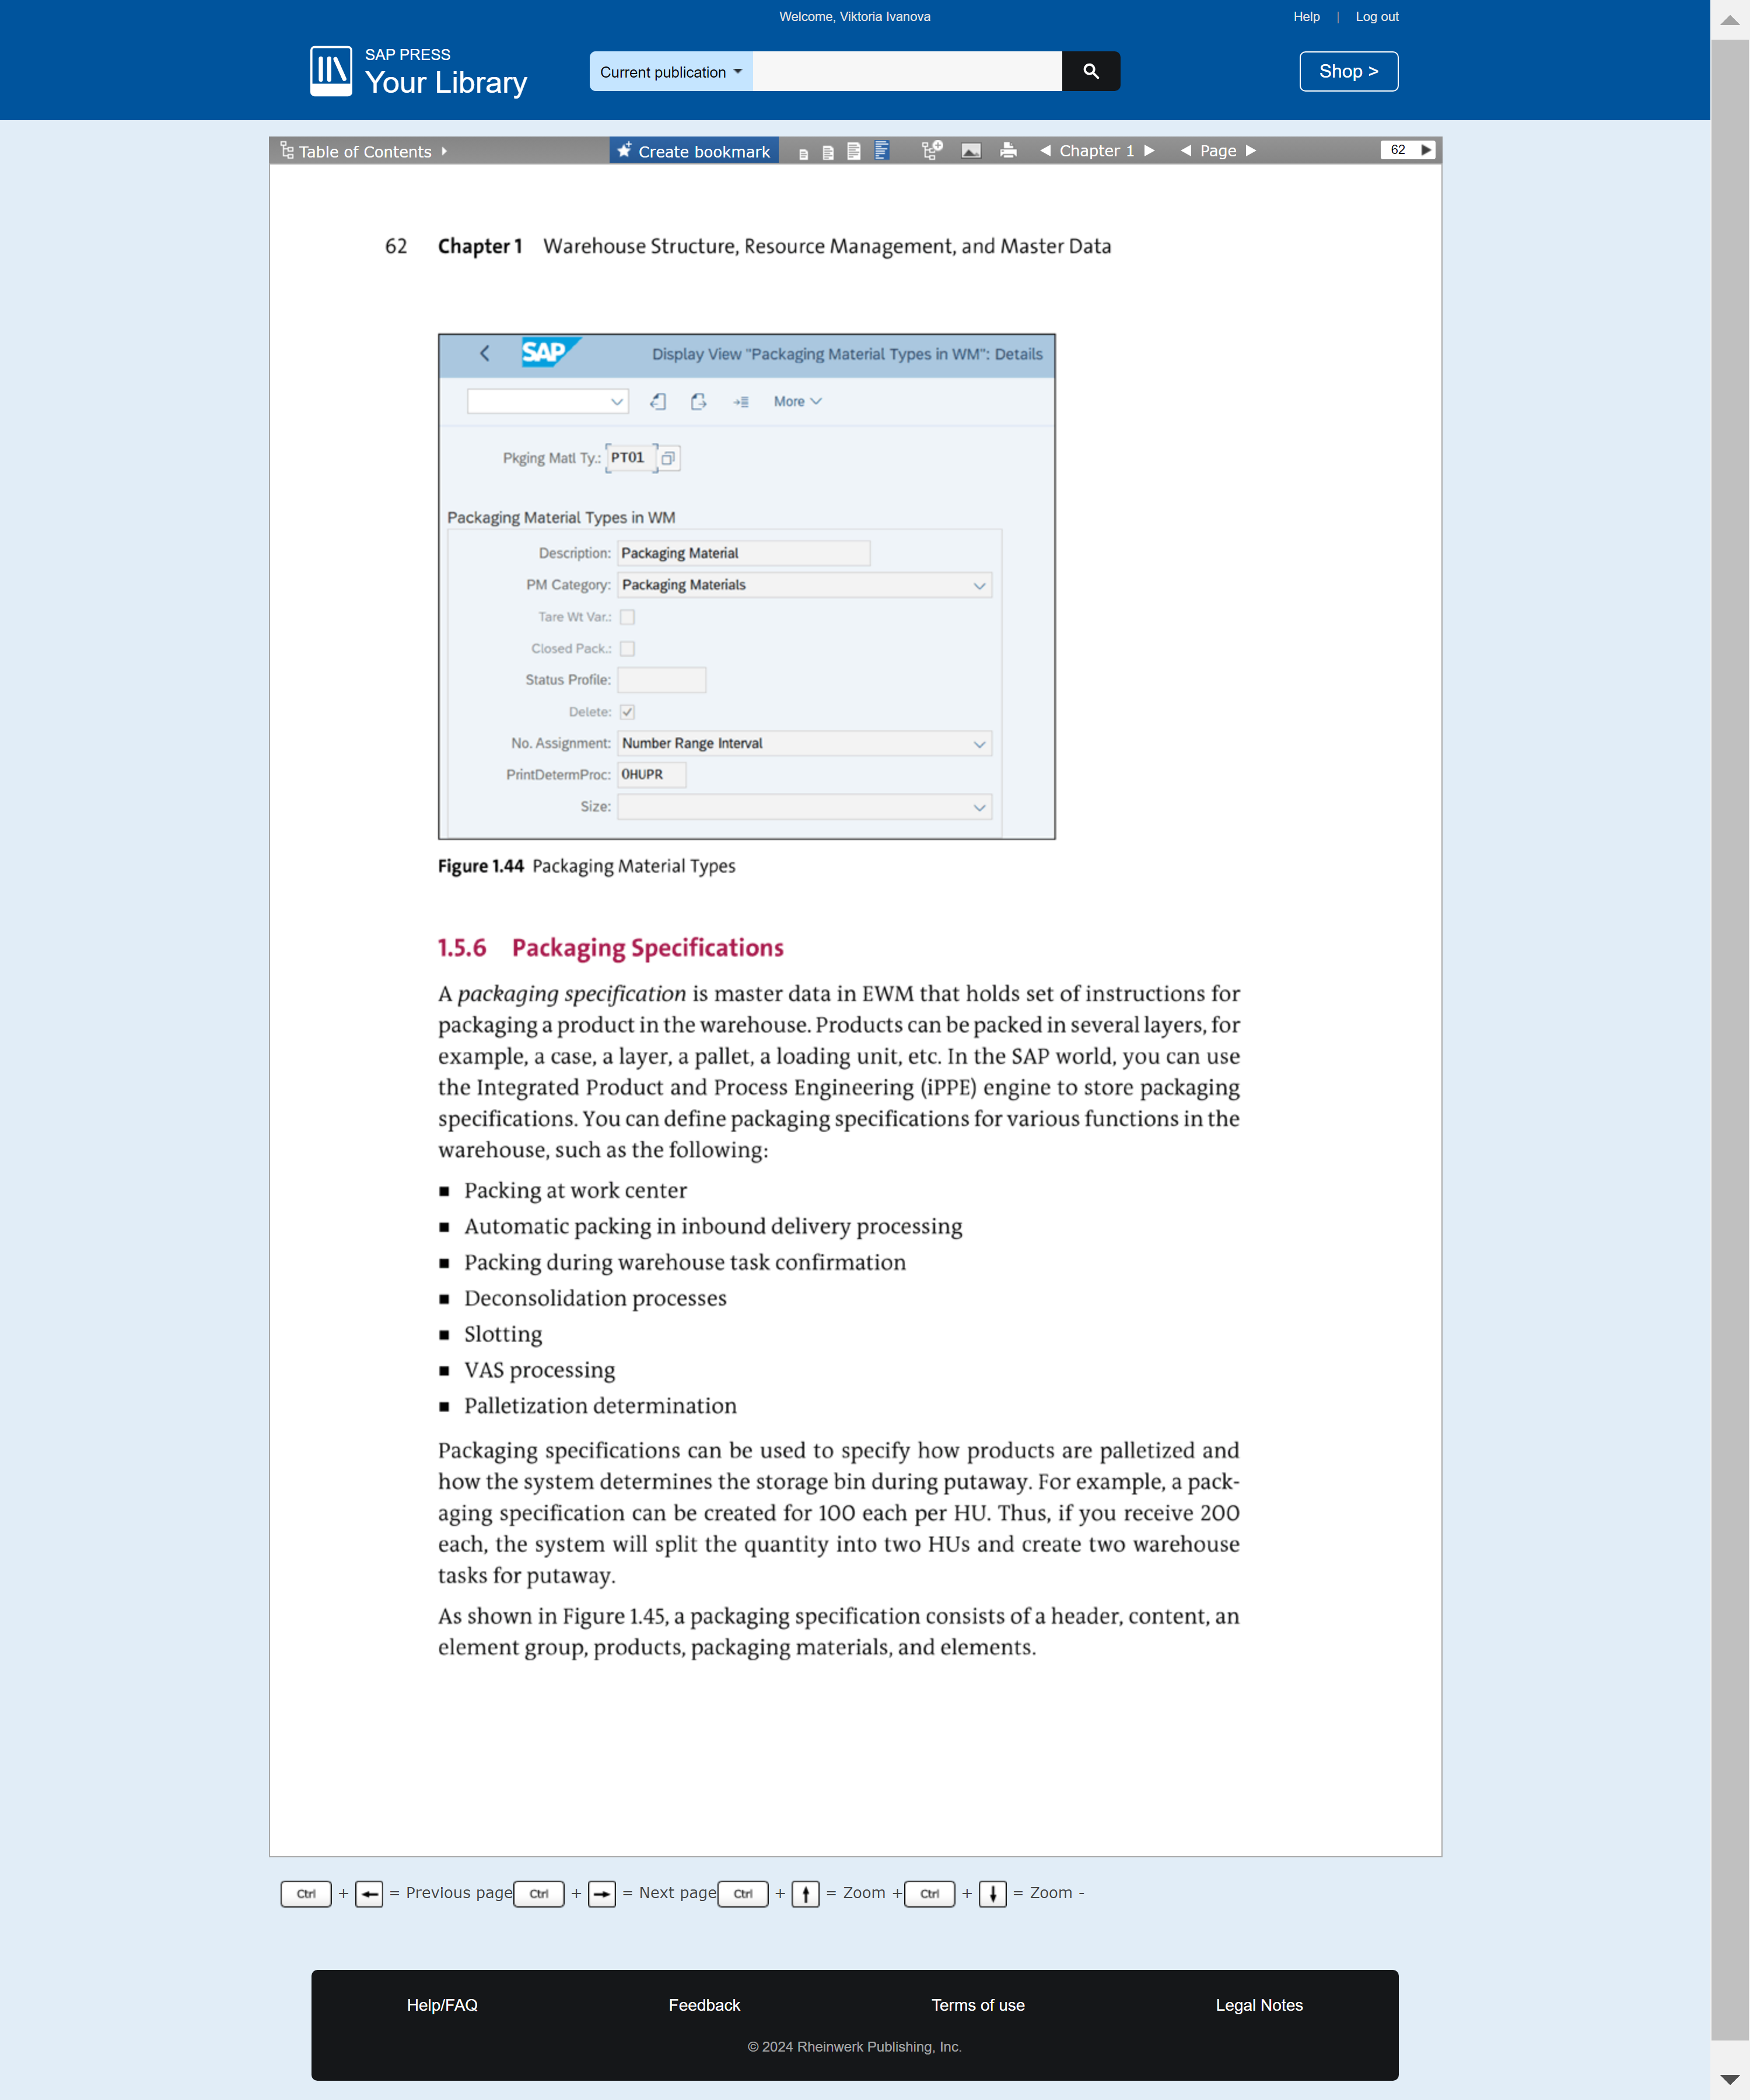 Welcome, Viktoria Ivanova
Help | Log out
SAP PRESS
Your Library
Current publication
Shop >
Table of Contents
Create bookmark
Chapter 1
Page
62
62 Chapter 1 Warehouse Structure, Resource Management, and Master Data
SAP
Display View "Packaging Material Types in WM": Details
More
Pkging Matl Ty.: PT01
Packaging Material Types in WM
Description: Packaging Material
PM Category: Packaging Materials
Tare Wt Var.:
Closed Pack.:
Status Profile:
Delete:
No. Assignment: Number Range Interval
PrintDetermProc: 0HUPR
Size:
Figure 1.44 Packaging Material Types
1.5.6 Packaging Specifications
A packaging specification is master data in EWM that holds set of instructions for
packaging a product in the warehouse. Products can be packed in several layers, for
example, a case, a layer, a pallet, a loading unit, etc. In the SAP world, you can use
the Integrated Product and Process Engineering (iPPE) engine to store packaging
specifications. You can define packaging specifications for various functions in the
warehouse, such as the following:
■ Packing at work center
■ Automatic packing in inbound delivery processing
■ Packing during warehouse task confirmation
■ Deconsolidation processes
■ Slotting
■ VAS processing
■ Palletization determination
Packaging specifications can be used to specify how products are palletized and
how the system determines the storage bin during putaway. For example, a pack-
aging specification can be created for 100 each per HU. Thus, if you receive 200
each, the system will split the quantity into two HUs and create two warehouse
tasks for putaway.
As shown in Figure 1.45, a packaging specification consists of a header, content, an
element group, products, packaging materials, and elements.
Ctrl + ← = Previous page Ctrl + → = Next page Ctrl + ↑ = Zoom + Ctrl + ↓ = Zoom -
Help/FAQ
Feedback
Terms of use
Legal Notes
© 2024 Rheinwerk Publishing, Inc.